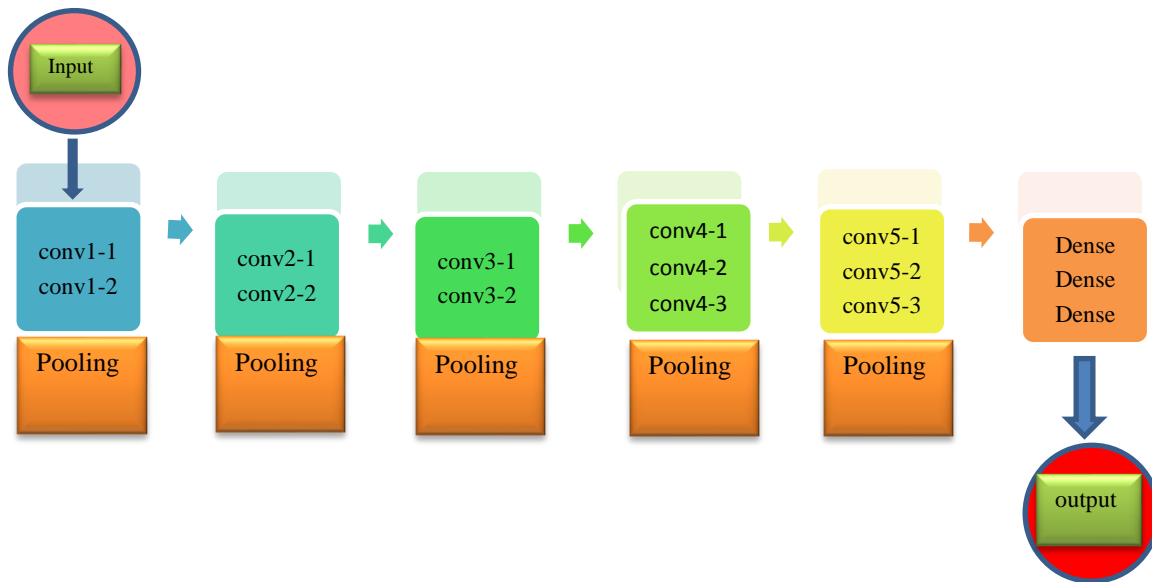 Input
conv1-1
conv1-2
Pooling
conv2-1
conv2-2
Pooling
conv3-1
conv3-2
Pooling
conv4-1
conv4-2
conv4-3
Pooling
conv5-1
conv5-2
conv5-3
Pooling
Dense
Dense
Dense
output